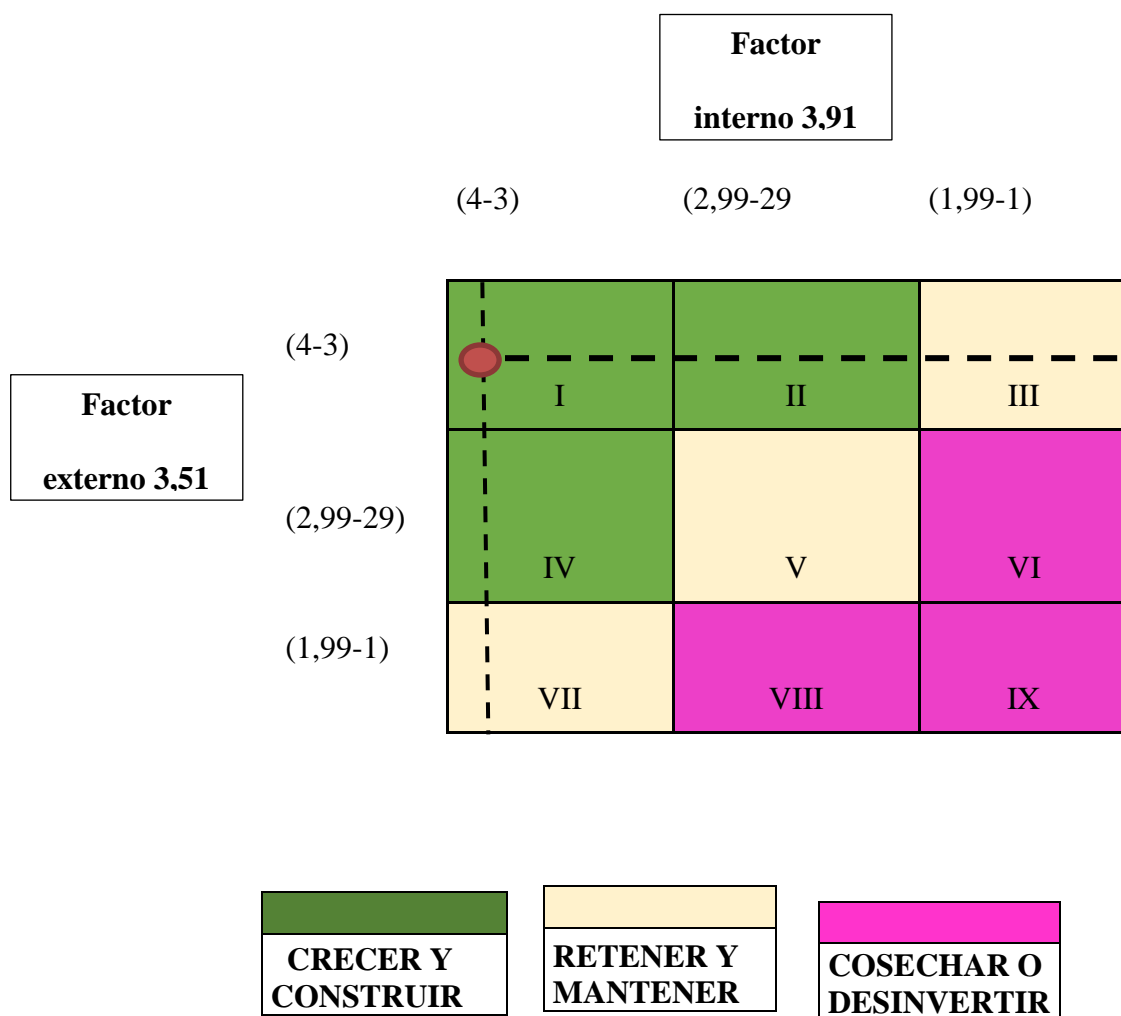 Factor
interno 3,91
(4-3) (2,99-29 (1,99-1)
(4-3)
I II III
Factor
externo 3,51
(2,99-29)
IV V VI
(1,99-1)
VII VIII IX
CRECER Y
CONSTRUIR
RETENER Y
MANTENER
COSECHAR O
DESINVERTIR